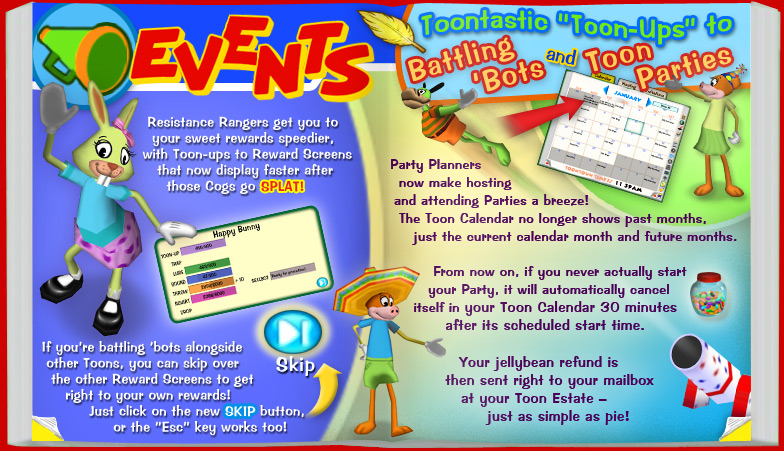 EVENTS
Resistance Rangers get you to
your sweet rewards speedier,
with Toon-ups to Reward Screens
that now display faster after
those Cogs go SPLAT!
Happy Bunny
TOON-UP
TRAP
LURE
SOUND
THROW
SQUIRT
DROP
Skip
If you're battling 'bots alongside
other Toons, you can skip over
the other Reward Screens to get
right to your own rewards!
Just click on the new SKIP button,
or the "Esc" key works too!
Toontastic "Toon-Ups" to
Battling 'Bots and Toon Parties
JANUARY
11:39AM
Party Planners
now make hosting
and attending Parties a breeze!
The Toon Calendar no longer shows past months,
just the current calendar month and future months.
From now on, if you never actually start
your Party, it will automatically cancel
itself in your Toon Calendar 30 minutes
after its scheduled start time.
Your jellybean refund is
then sent right to your mailbox
at your Toon Estate –
just as simple as pie!